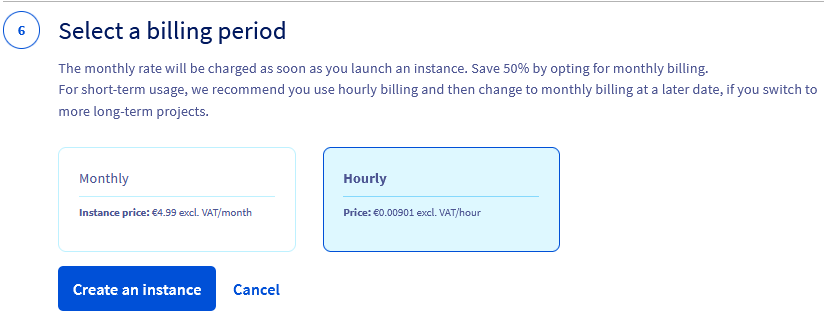 6
Select a billing period
The monthly rate will be charged as soon as you launch an instance. Save 50% by opting for monthly billing.
For short-term usage, we recommend you use hourly billing and then change to monthly billing at a later date, if you switch to
more long-term projects.
Monthly
Instance price: €4.99 excl. VAT/month
Hourly
Price: €0.00901 excl. VAT/hour
Create an instance
Cancel